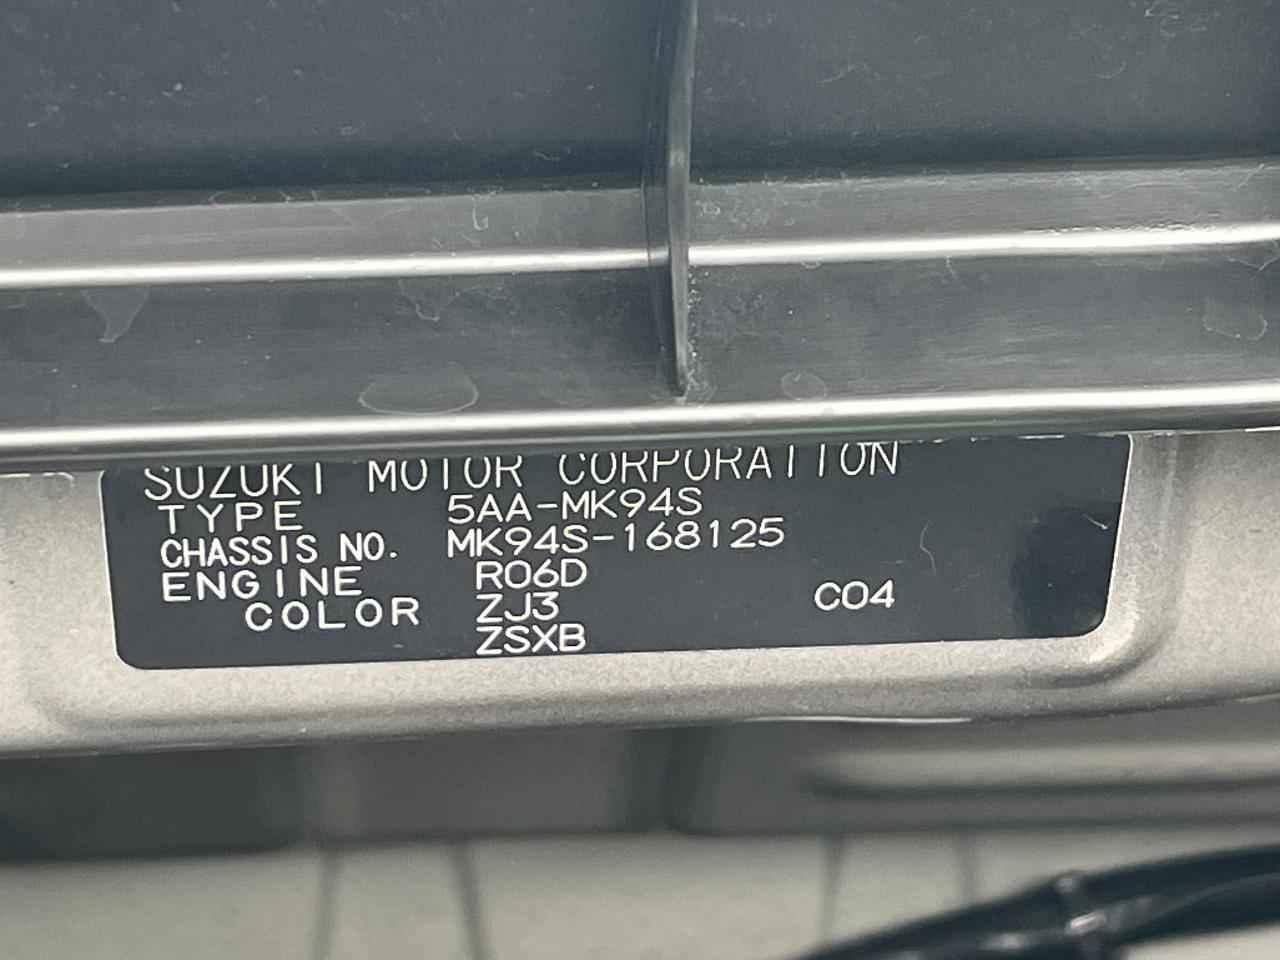 SUZUKI MOTOR CORPORATION
TYPE 5AA-MK94S
CHASSIS NO. MK94S-168125
ENGINE R06D
COLOR ZJ3 C04
ZSXB